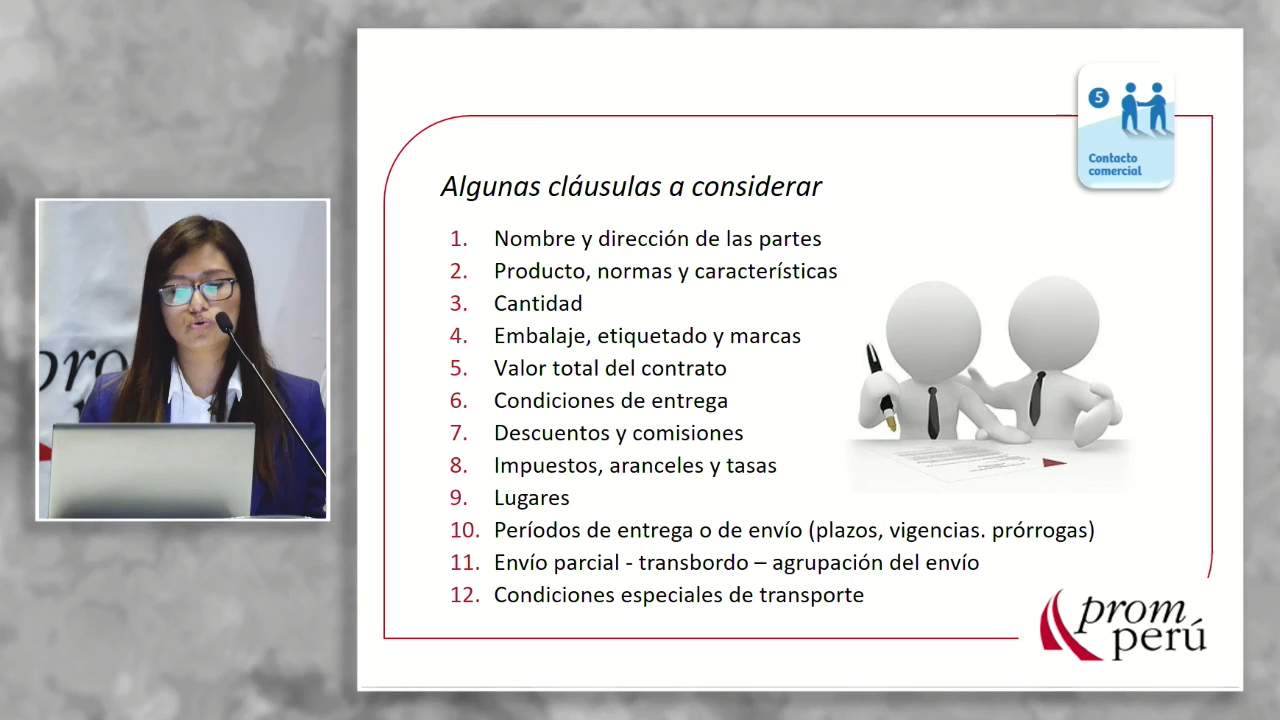 5
Contacto
comercial
Algunas cláusulas a considerar
1. Nombre y dirección de las partes
2. Producto, normas y características
3. Cantidad
4. Embalaje, etiquetado y marcas
5. Valor total del contrato
6. Condiciones de entrega
7. Descuentos y comisiones
8. Impuestos, aranceles y tasas
9. Lugares
10. Períodos de entrega o de envío (plazos, vigencias. prórrogas)
11. Envío parcial - transbordo – agrupación del envío
12. Condiciones especiales de transporte
prom
perú
pro